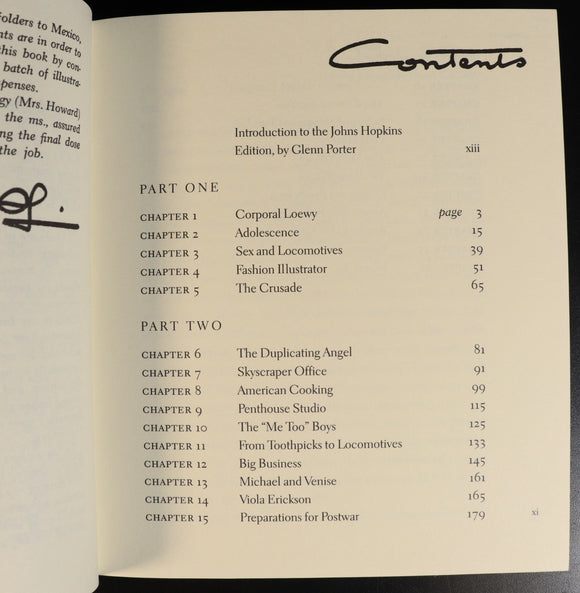 folders to Mexico,
nts are in order to
this book by con-
batch of illustra-
penses.
gy (Mrs. Howard)
the ms., assured
ng the final dose
the job.
Contents
Introduction to the Johns Hopkins
Edition, by Glenn Porter xiii
PART ONE
CHAPTER 1 Corporal Loewy page 3
CHAPTER 2 Adolescence 15
CHAPTER 3 Sex and Locomotives 39
CHAPTER 4 Fashion Illustrator 51
CHAPTER 5 The Crusade 65
PART TWO
CHAPTER 6 The Duplicating Angel 81
CHAPTER 7 Skyscraper Office 91
CHAPTER 8 American Cooking 99
CHAPTER 9 Penthouse Studio 115
CHAPTER 10 The “Me Too” Boys 125
CHAPTER 11 From Toothpicks to Locomotives 133
CHAPTER 12 Big Business 145
CHAPTER 13 Michael and Venise 161
CHAPTER 14 Viola Erickson 165
CHAPTER 15 Preparations for Postwar 179
xi